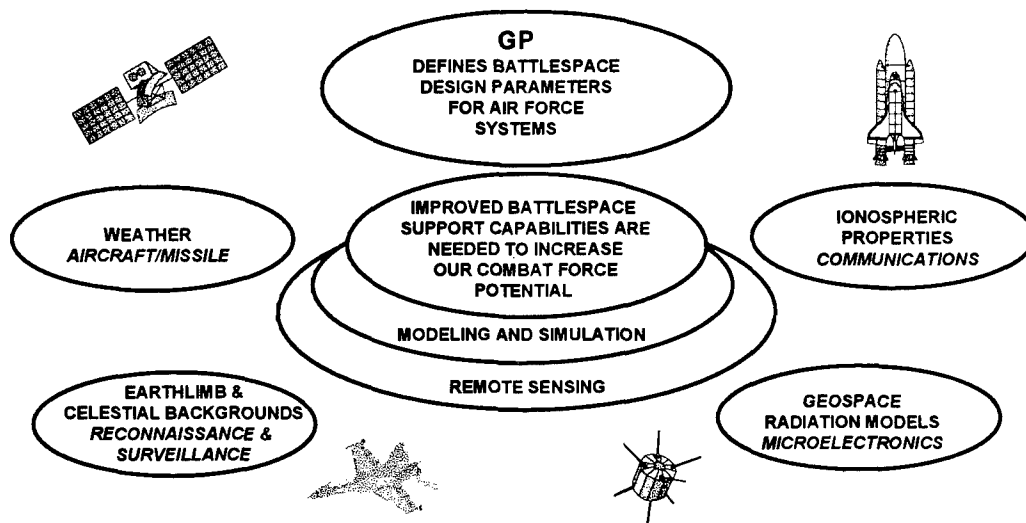 GP
DEFINES BATTLESPACE
DESIGN PARAMETERS
FOR AIR FORCE
SYSTEMS
WEATHER
AIRCRAFT/MISSILE
IMPROVED BATTLESPACE
SUPPORT CAPABILITIES ARE
NEEDED TO INCREASE
OUR COMBAT FORCE
POTENTIAL
IONOSPHERIC
PROPERTIES
COMMUNICATIONS
MODELING AND SIMULATION
REMOTE SENSING
EARTHLIMB &
CELESTIAL BACKGROUNDS
RECONNAISSANCE &
SURVEILLANCE
GEOSPACE
RADIATION MODELS
MICROELECTRONICS